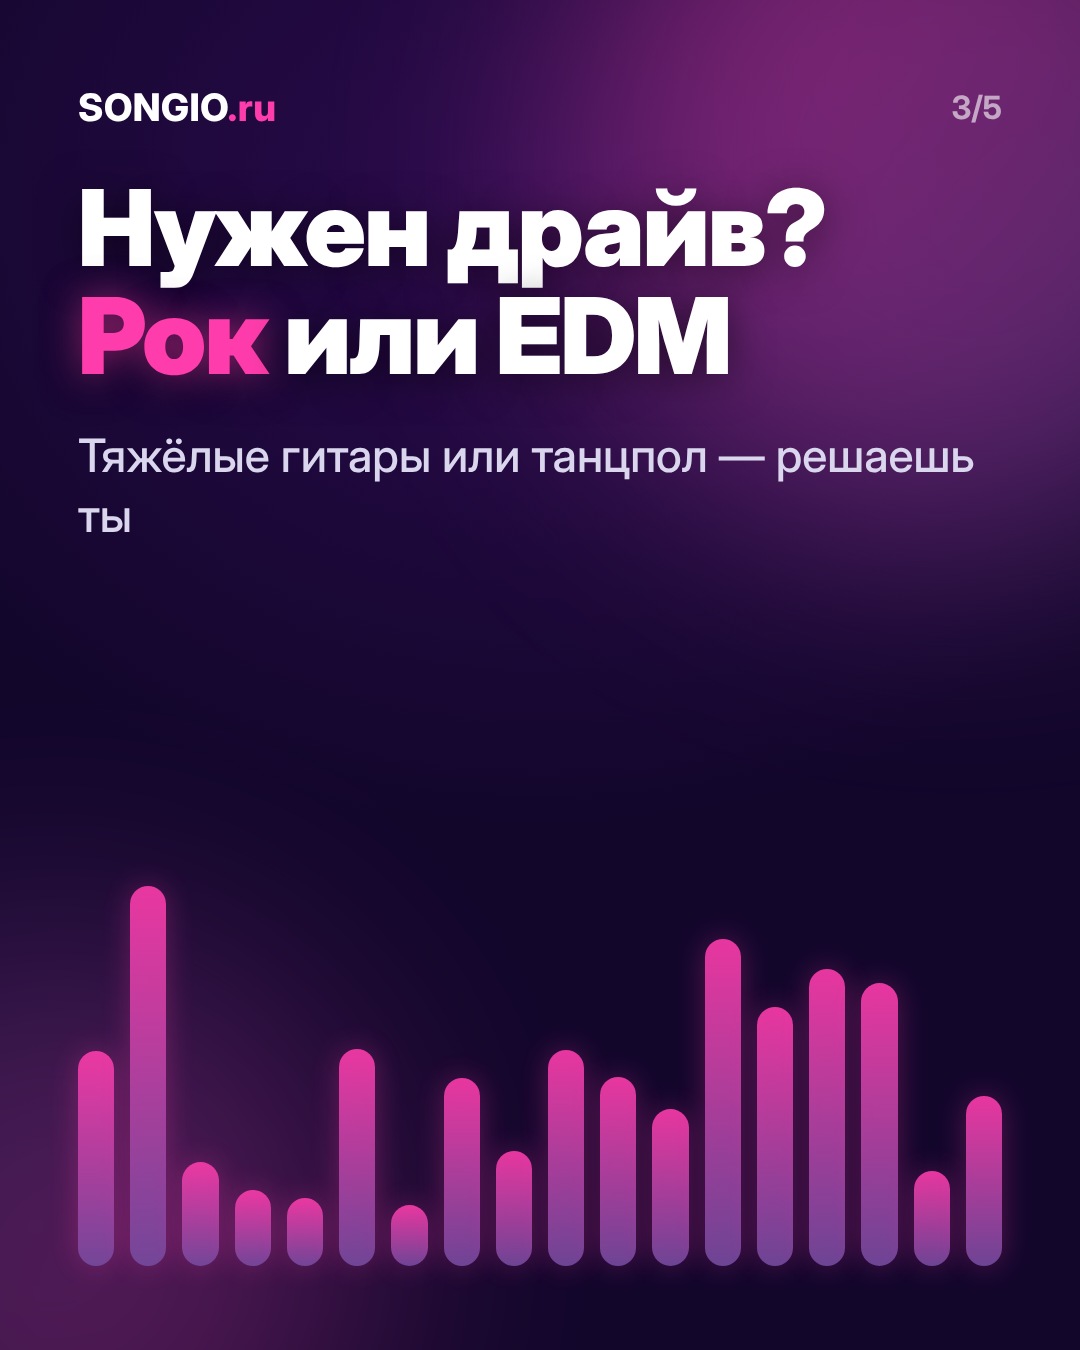 SONGIO.ru
3/5
Нужен драйв?
Рок или EDM
Тяжёлые гитары или танцпол — решаешь
ты